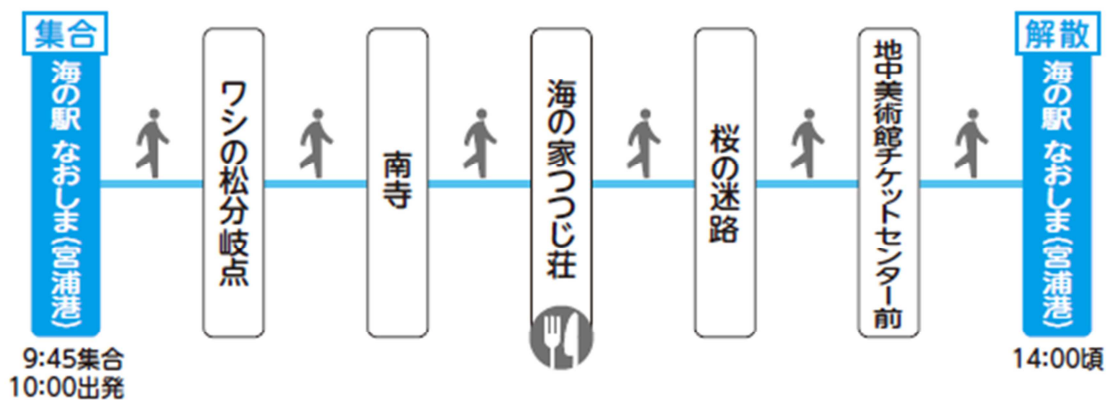 集合
海の駅 なおしま(宮浦港)
9:45集合
10:00出発
ワシの松分岐点
南寺
海の家つつじ荘
桜の迷路
地中美術館チケットセンター前
解散
海の駅 なおしま(宮浦港)
14:00頃